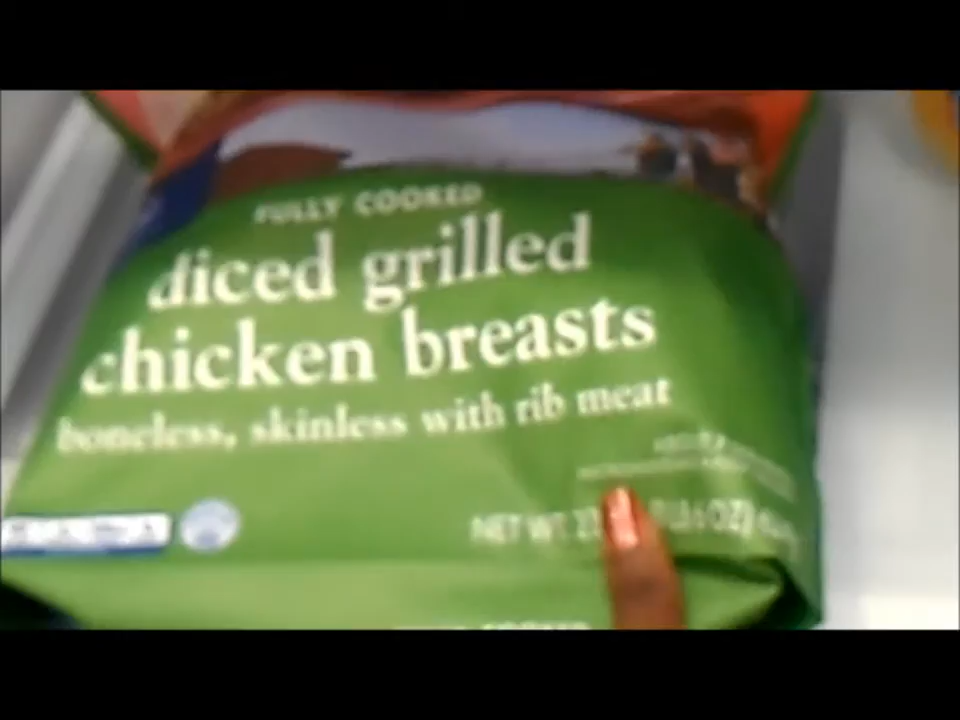 FULLY COOKED
diced grilled
chicken breasts
boneless, skinless with rib meat
NET WT.